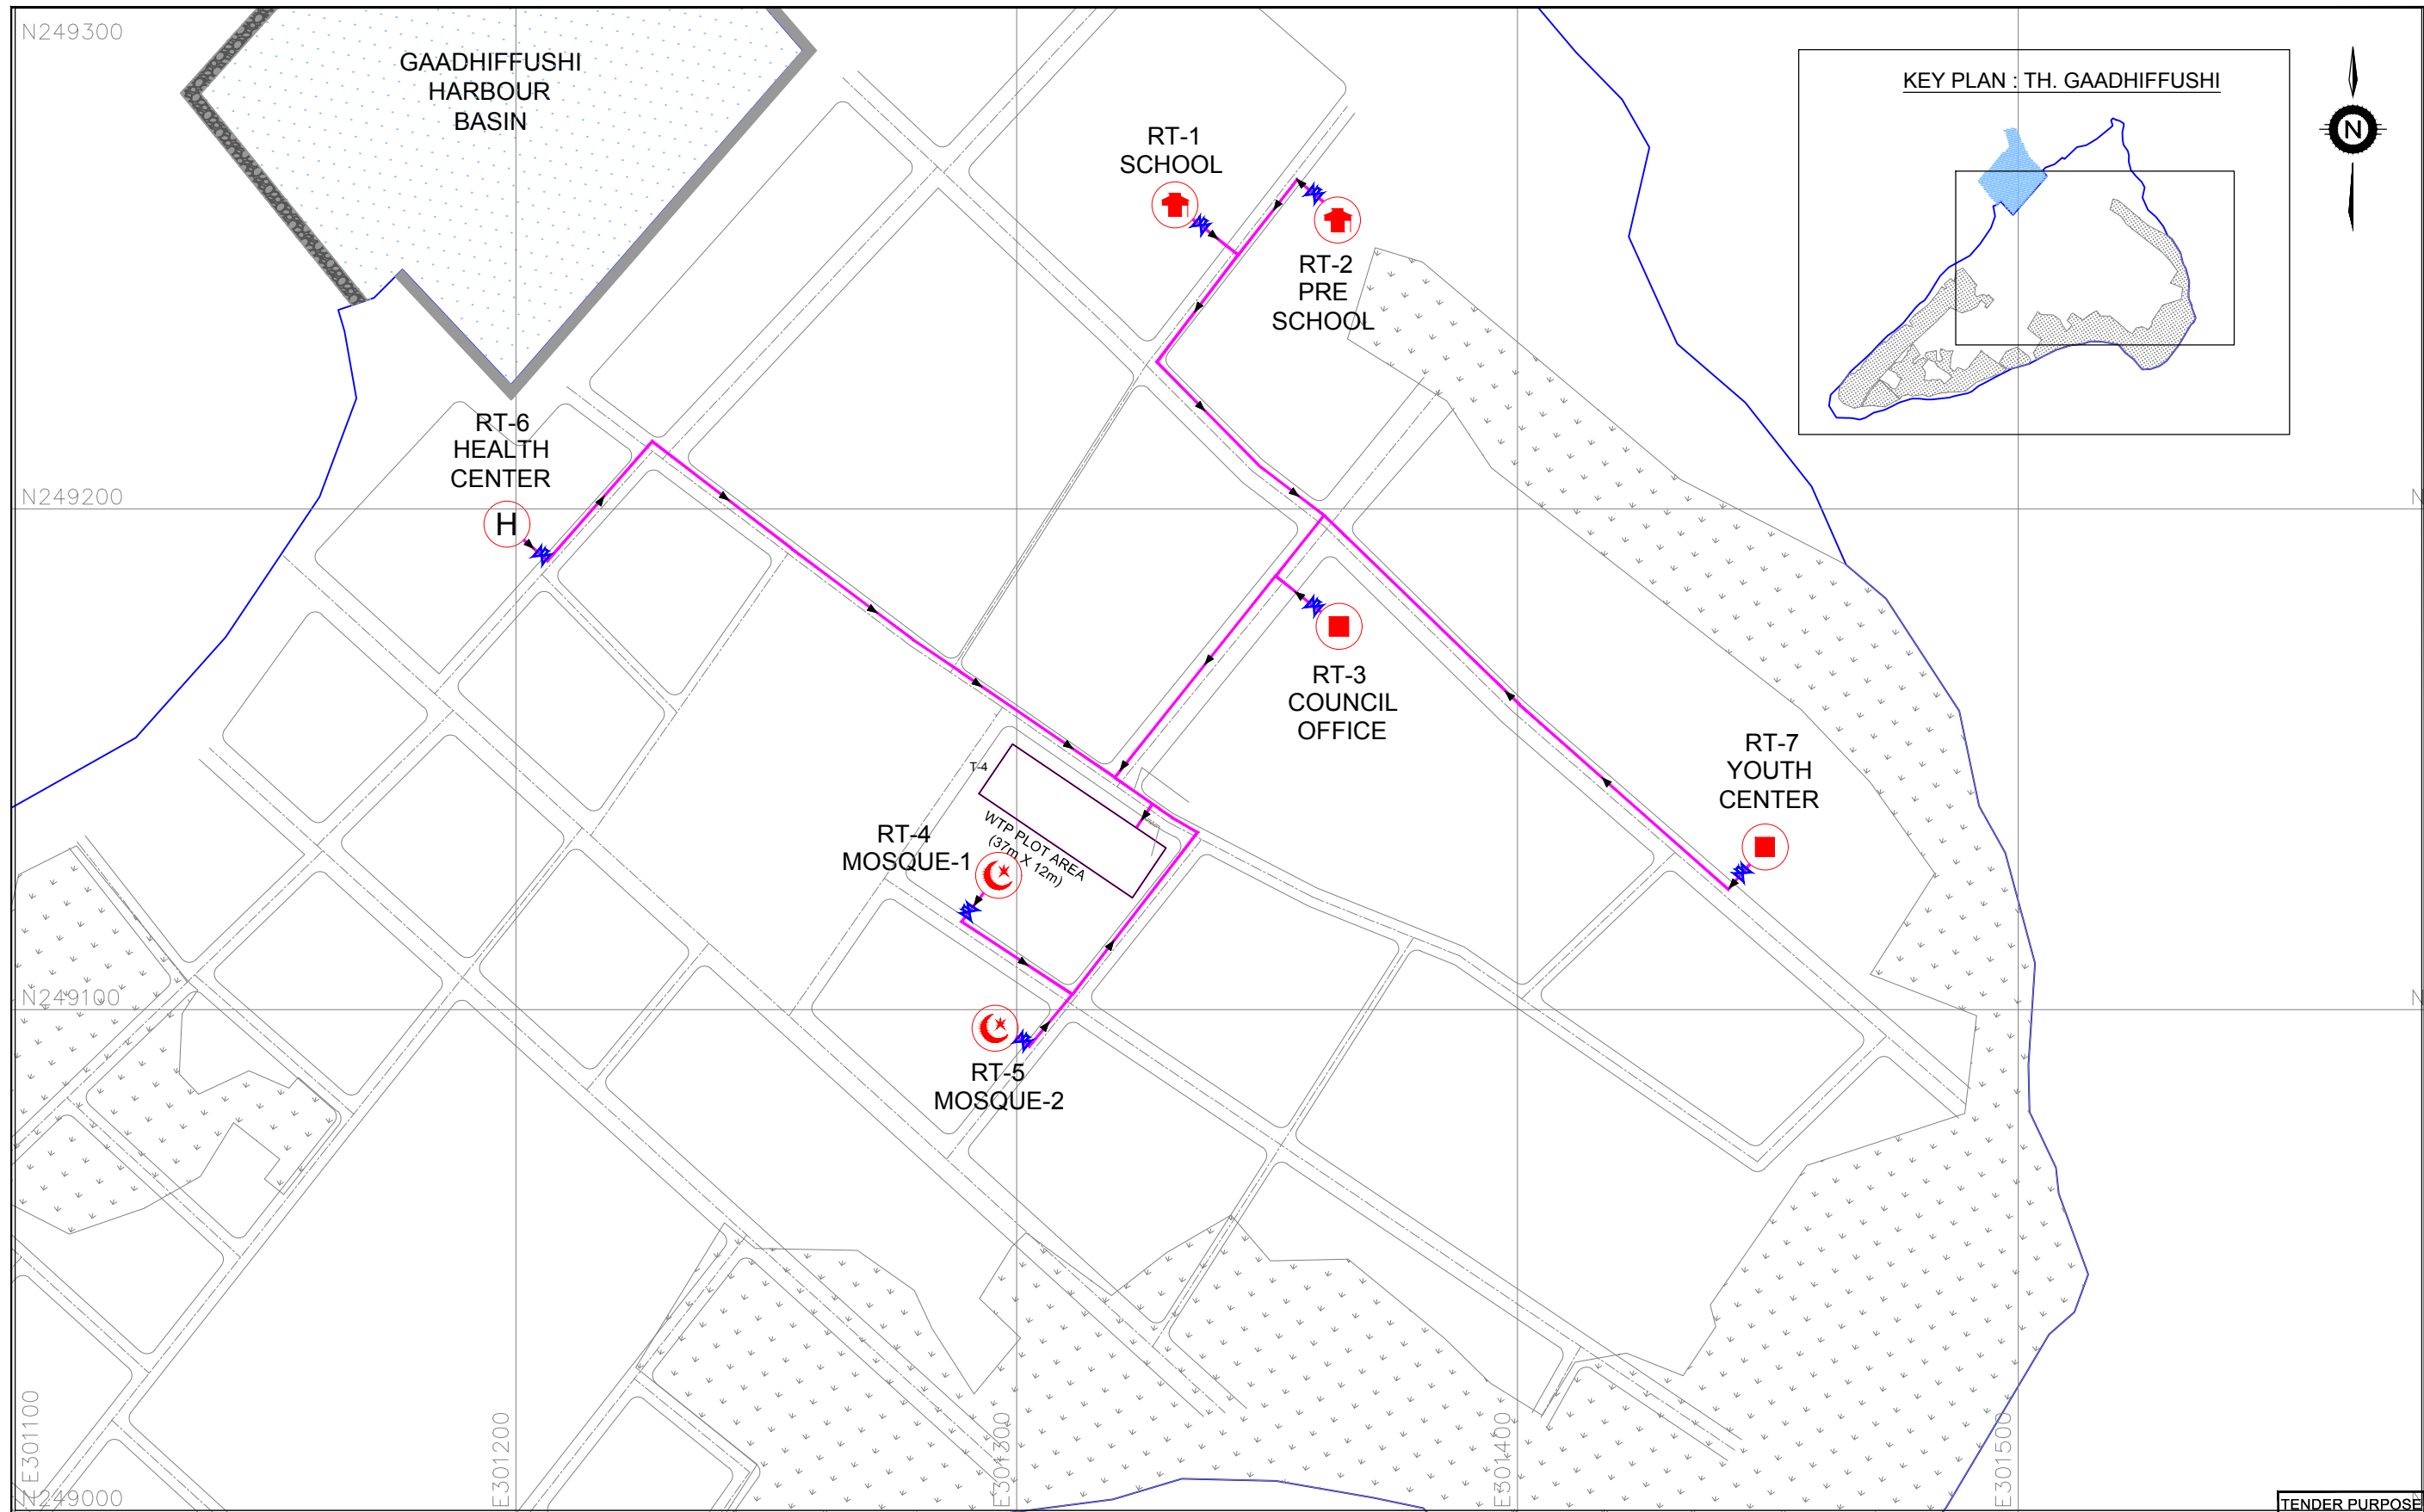 N249300
GAADHIFFUSHI
HARBOUR
BASIN
KEY PLAN : TH. GAADHIFFUSHI
N
RT-1
SCHOOL
RT-2
PRE
SCHOOL
RT-6
HEALTH
CENTER
H
N249200
N
RT-3
COUNCIL
OFFICE
RT-7
YOUTH
CENTER
T-4
WTP PLOT AREA
(37m X 12m)
RT-4
MOSQUE-1
N249100
N
RT-5
MOSQUE-2
E301100
E301200
E301300
E301400
E301500
N249000
TENDER PURPOSE